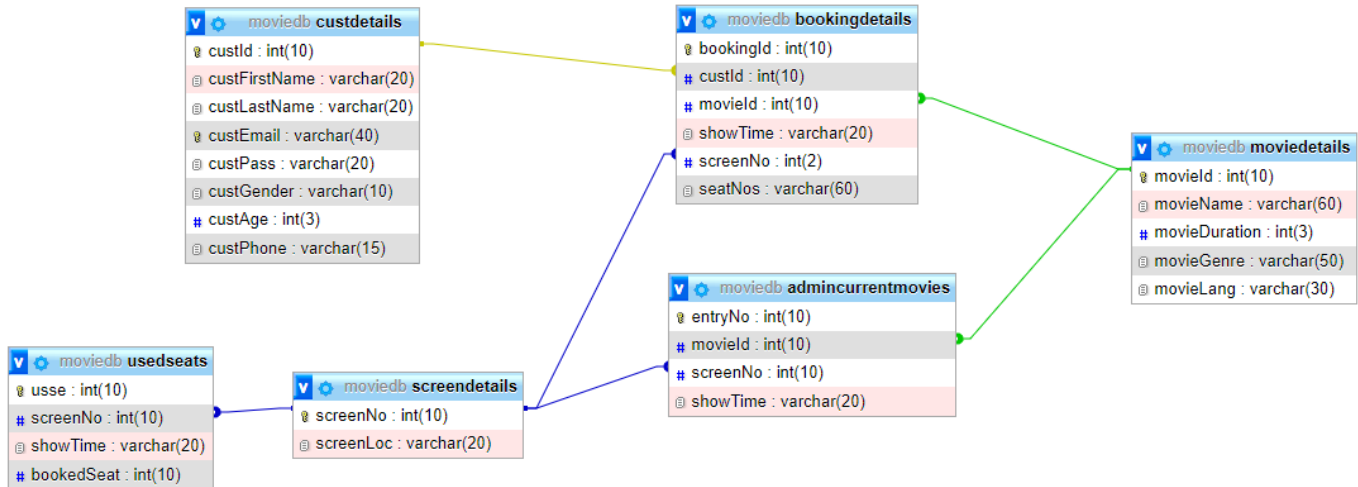 moviedb custdetails
custId : int(10)
custFirstName : varchar(20)
custLastName : varchar(20)
custEmail : varchar(40)
custPass : varchar(20)
custGender : varchar(10)
custAge : int(3)
custPhone : varchar(15)
moviedb bookingdetails
bookingId : int(10)
custId : int(10)
movieId : int(10)
showTime : varchar(20)
screenNo : int(2)
seatNos : varchar(60)
moviedb moviedetails
movieId : int(10)
movieName : varchar(60)
movieDuration : int(3)
movieGenre : varchar(50)
movieLang : varchar(30)
moviedb admincurrentmovies
entryNo : int(10)
movieId : int(10)
screenNo : int(10)
showTime : varchar(20)
moviedb usedseats
usse : int(10)
screenNo : int(10)
showTime : varchar(20)
bookedSeat : int(10)
moviedb screendetails
screenNo : int(10)
screenLoc : varchar(20)